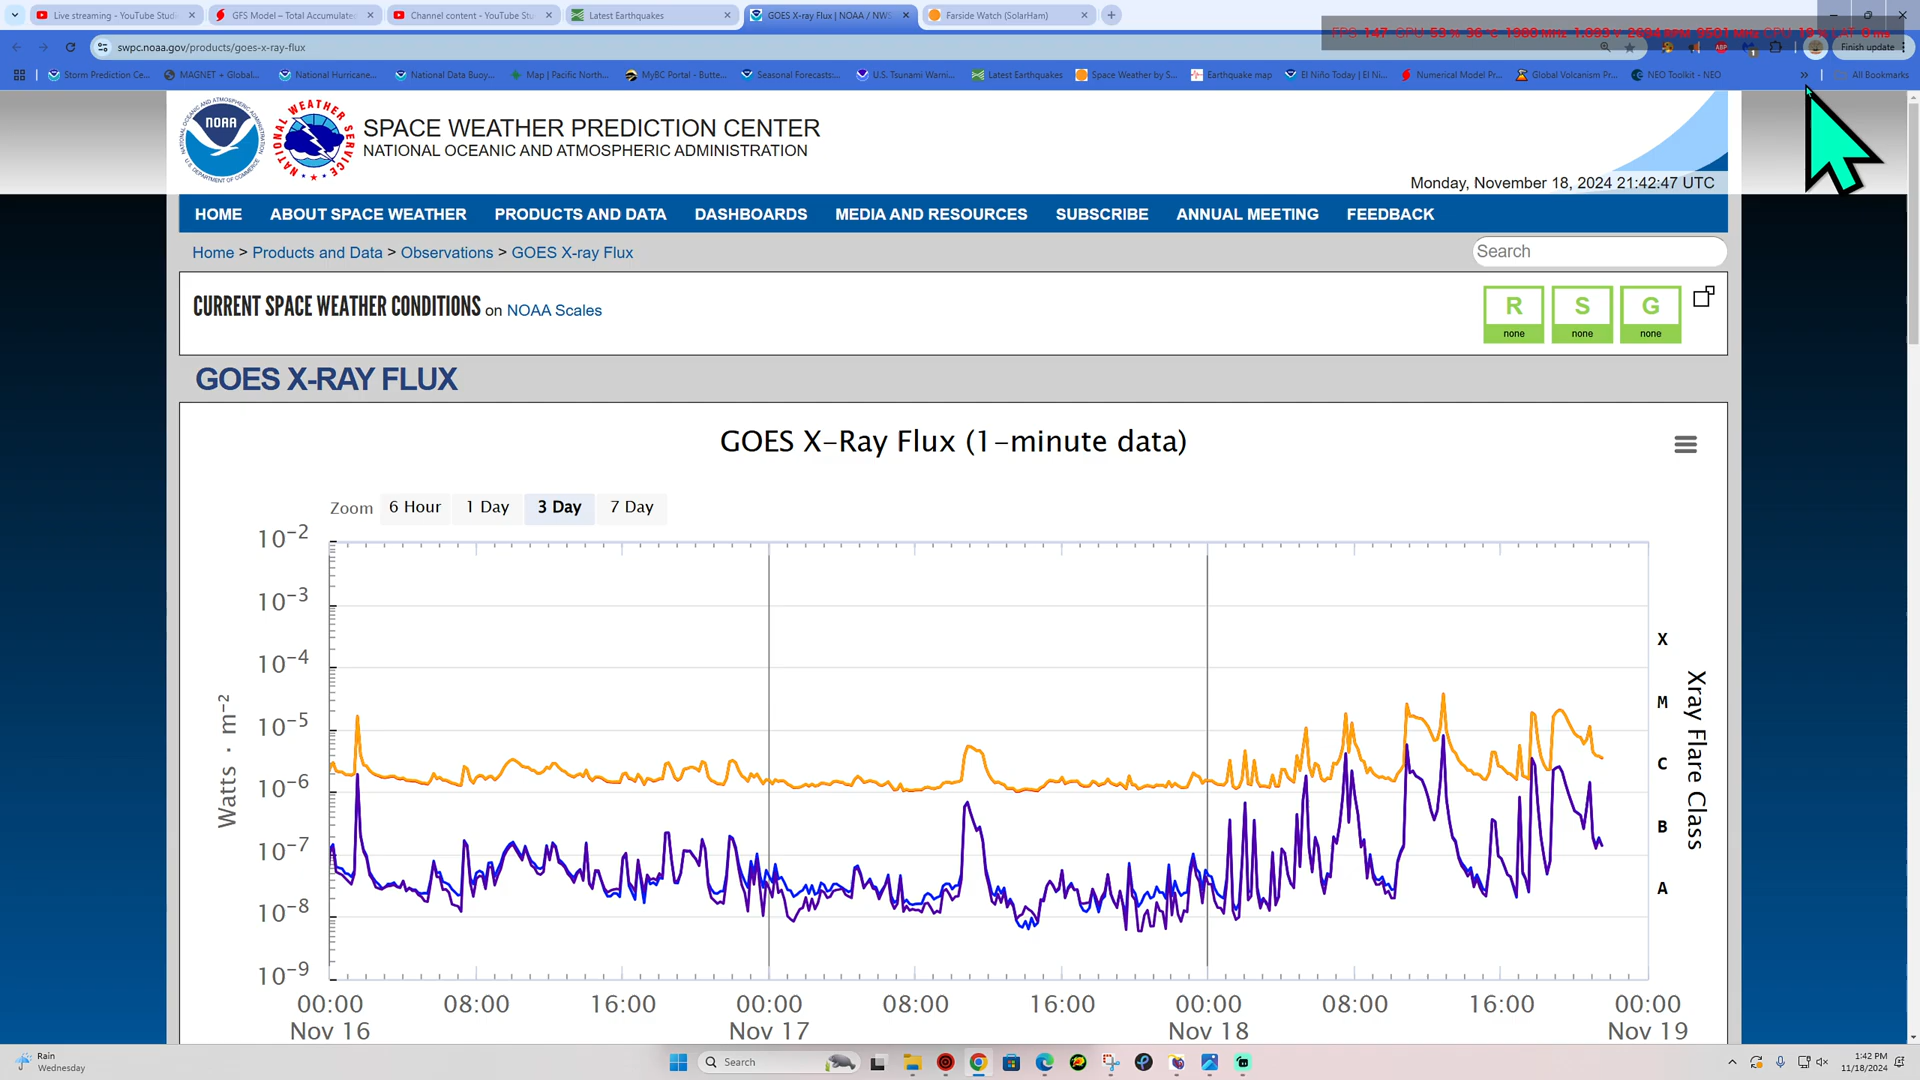 Live streaming - YouTube Studi
GFS Model – Total Accumulated
Channel content - YouTube Stu
Latest Earthquakes
GOES X-ray Flux | NOAA / NWS
Farside Watch (SolarHam)
swpc.noaa.gov/products/goes-x-ray-flux
Finish update
Storm Prediction Ce...
MAGNET + Global...
National Hurricane...
National Data Buoy...
Map | Pacific North...
MyBC Portal - Butte...
Seasonal Forecasts:...
U.S. Tsunami Warni...
Latest Earthquakes
Space Weather by S...
Earthquake map
El Niño Today | El Ni...
Numerical Model Pr...
Global Volcanism Pr...
NEO Toolkit - NEO
All Bookmarks
NOAA
SPACE WEATHER PREDICTION CENTER
NATIONAL OCEANIC AND ATMOSPHERIC ADMINISTRATION
Monday, November 18, 2024 21:42:47 UTC
HOME ABOUT SPACE WEATHER PRODUCTS AND DATA DASHBOARDS MEDIA AND RESOURCES SUBSCRIBE ANNUAL MEETING FEEDBACK
Home > Products and Data > Observations > GOES X-ray Flux
Search
CURRENT SPACE WEATHER CONDITIONS on NOAA Scales
R S G
none none none
GOES X-RAY FLUX
GOES X-Ray Flux (1-minute data)
Zoom 6 Hour 1 Day 3 Day 7 Day
10⁻²
10⁻³
10⁻⁴
10⁻⁵
10⁻⁶
10⁻⁷
10⁻⁸
10⁻⁹
Watts · m⁻²
X
M
C
B
A
Xray Flare Class
00:00 08:00 16:00 00:00 08:00 16:00 00:00 08:00 16:00 00:00
Nov 16 Nov 17 Nov 18 Nov 19
Rain
Wednesday
Search
1:42 PM
11/18/2024